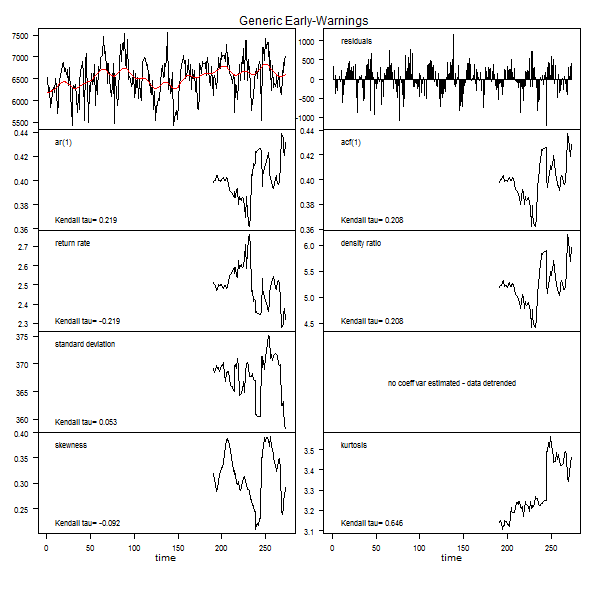 Generic Early-Warnings
7500
7000
6500
6000
5500
residuals
1000
500
0
-500
-1000
ar(1)
0.44
0.42
0.40
0.38
0.36
Kendall tau= 0.219
acf(1)
0.44
0.42
0.40
0.38
0.36
Kendall tau= 0.208
return rate
2.7
2.6
2.5
2.4
2.3
Kendall tau= -0.219
density ratio
6.0
5.5
5.0
4.5
Kendall tau= 0.208
standard deviation
375
370
365
360
Kendall tau= 0.053
no coeff var estimated - data detrended
skewness
0.40
0.35
0.30
0.25
Kendall tau= -0.092
kurtosis
3.5
3.4
3.3
3.2
3.1
Kendall tau= 0.646
0 50 100 150 200 250
time
0 50 100 150 200 250
time